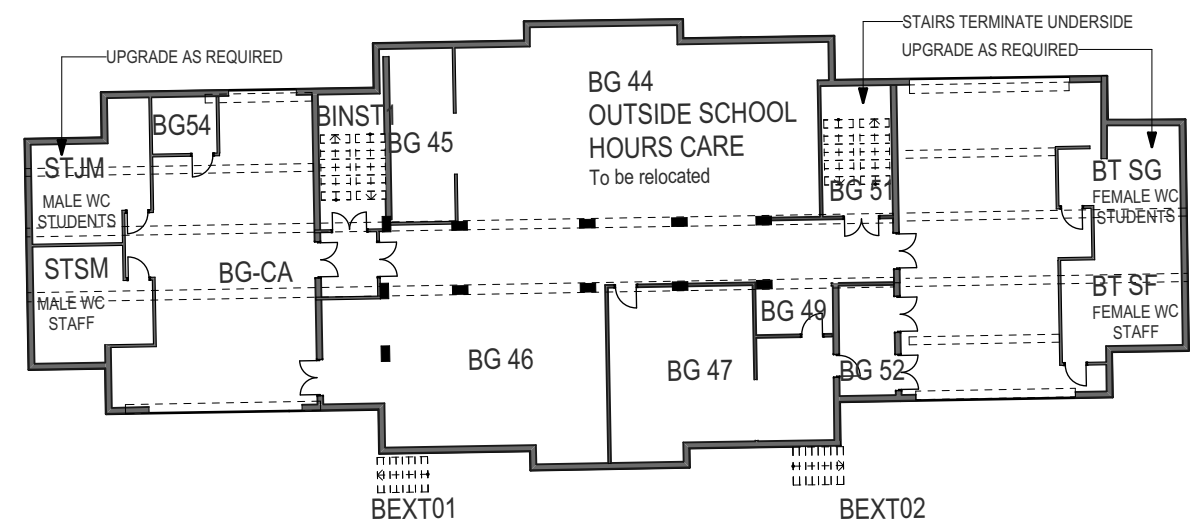 STAIRS TERMINATE UNDERSIDE
UPGRADE AS REQUIRED
UPGRADE AS REQUIRED
BG 44
OUTSIDE SCHOOL
HOURS CARE
To be relocated
BG54
BINST1
BG 45
STJM
MALE WC
STUDENTS
BG 51
BT SG
FEMALE WC
STUDENTS
STSM
MALE WC
STAFF
BG-CA
BT SF
FEMALE WC
STAFF
BG 49
BG 46
BG 47
BG 52
BEXT01
BEXT02